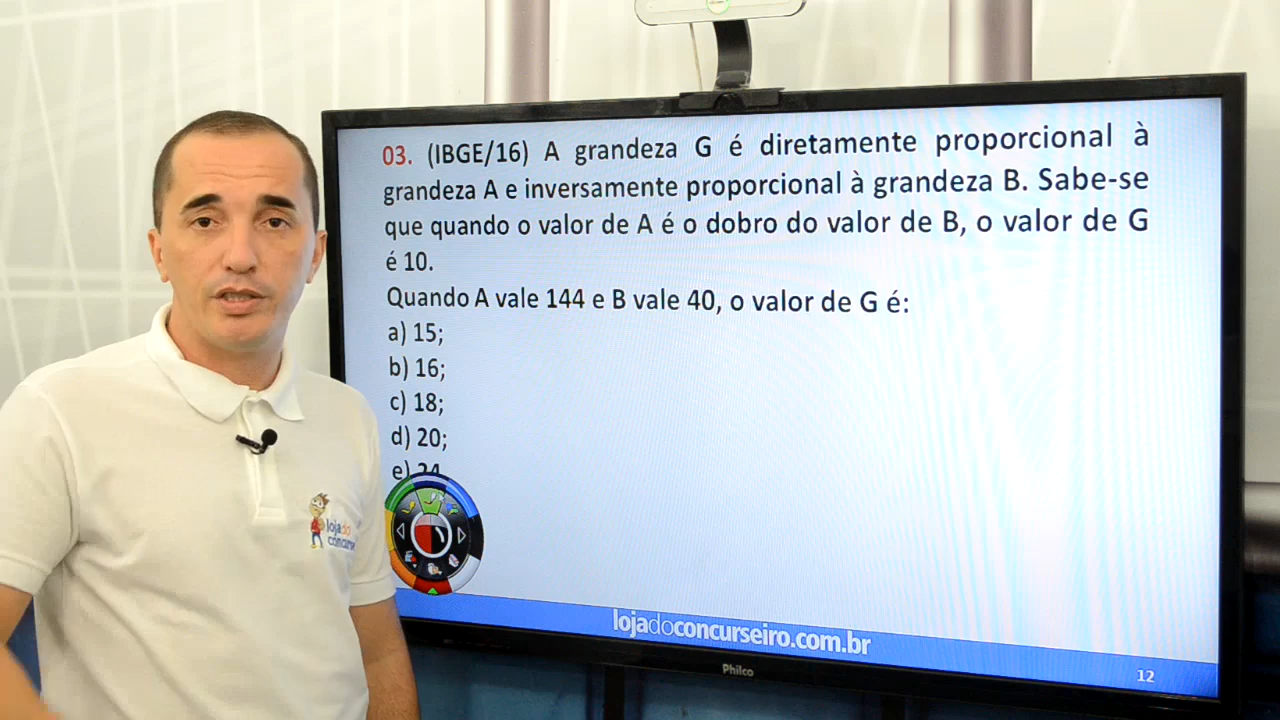 03. (IBGE/16) A grandeza G é diretamente proporcional à
grandeza A e inversamente proporcional à grandeza B. Sabe-se
que quando o valor de A é o dobro do valor de B, o valor de G
é 10.
Quando A vale 144 e B vale 40, o valor de G é:
a) 15;
b) 16;
c) 18;
d) 20;
e) 24
lojadoconcurseiro.com.br
12
Philco
lojado